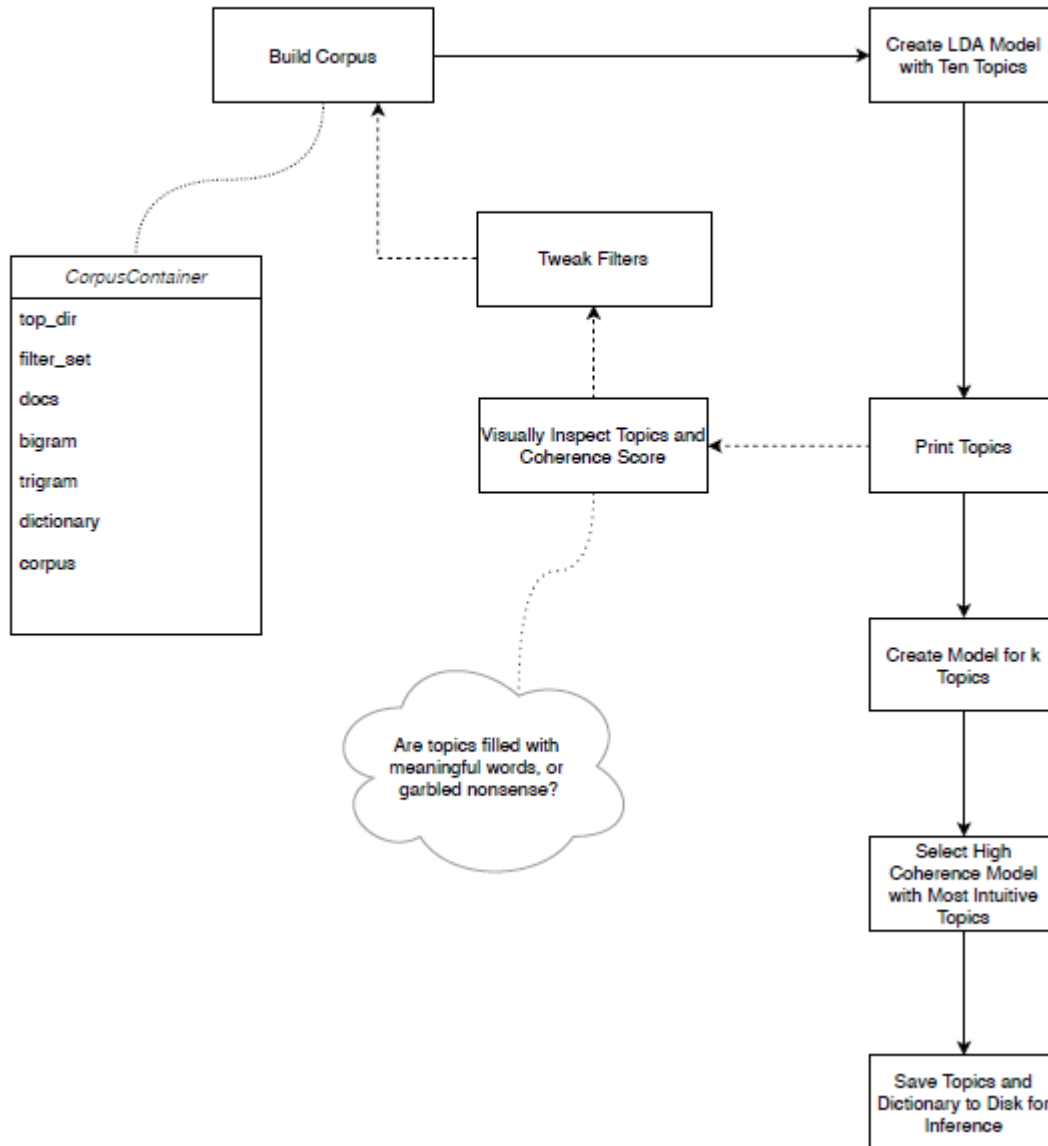 Build Corpus
Create LDA Model
with Ten Topics
Tweak Filters
CorpusContainer
top_dir
filter_set
docs
bigram
trigram
dictionary
corpus
Visually Inspect Topics and
Coherence Score
Print Topics
Create Model for k
Topics
Are topics filled with
meaningful words, or
garbled nonsense?
Select High
Coherence Model
with Most Intuitive
Topics
Save Topics and
Dictionary to Disk for
Inference